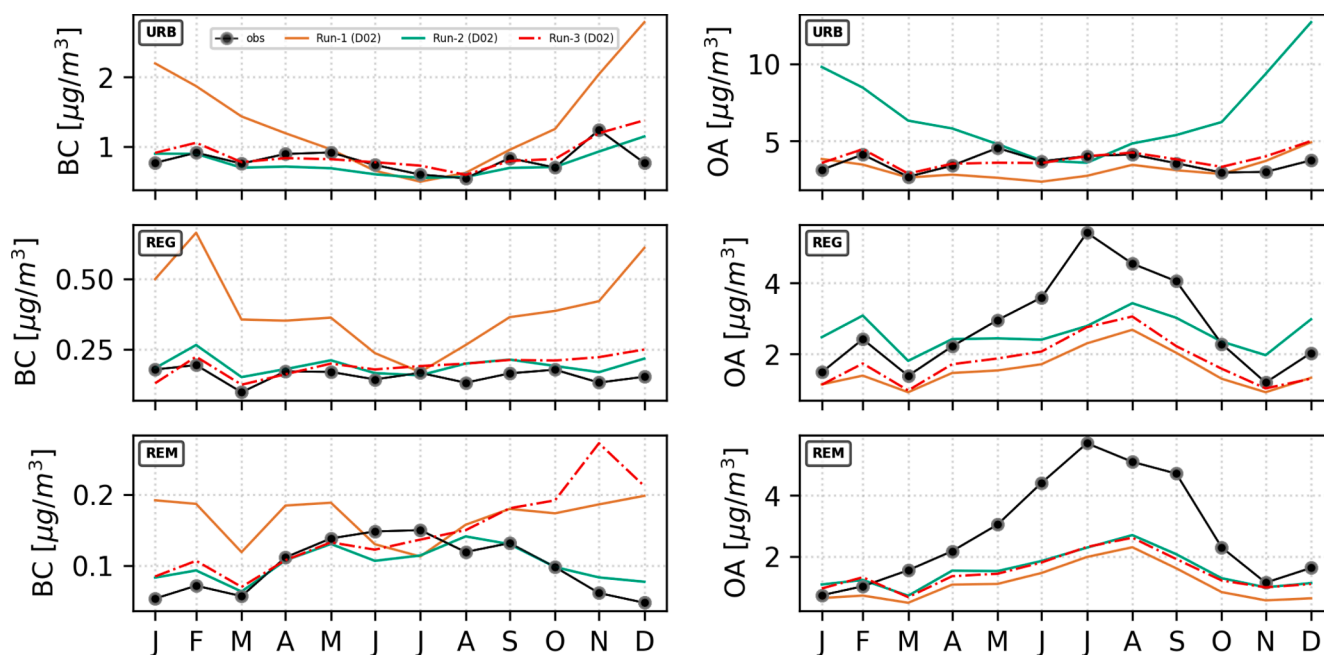 BC [μg/m³]
2
1
URB
obs
Run-1 (D02)
Run-2 (D02)
Run-3 (D02)
OA [μg/m³]
10
5
URB
BC [μg/m³]
0.50
0.25
REG
OA [μg/m³]
4
2
REG
BC [μg/m³]
0.2
0.1
REM
J F M A M J J A S O N D
OA [μg/m³]
4
2
REM
J F M A M J J A S O N D